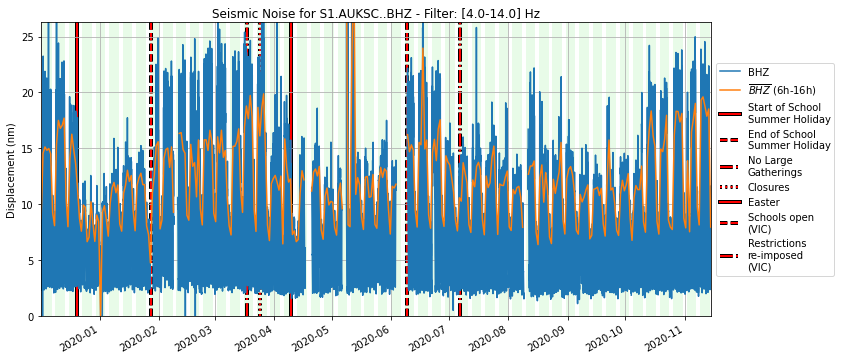 Seismic Noise for S1.AUKSC..BHZ - Filter: [4.0-14.0] Hz
Displacement (nm)
25
20
15
10
5
0
2020-01
2020-02
2020-03
2020-04
2020-05
2020-06
2020-07
2020-08
2020-09
2020-10
2020-11
BHZ
BHZ (6h-16h)
Start of School
Summer Holiday
End of School
Summer Holiday
No Large
Gatherings
Closures
Easter
Schools open
(VIC)
Restrictions
re-imposed
(VIC)